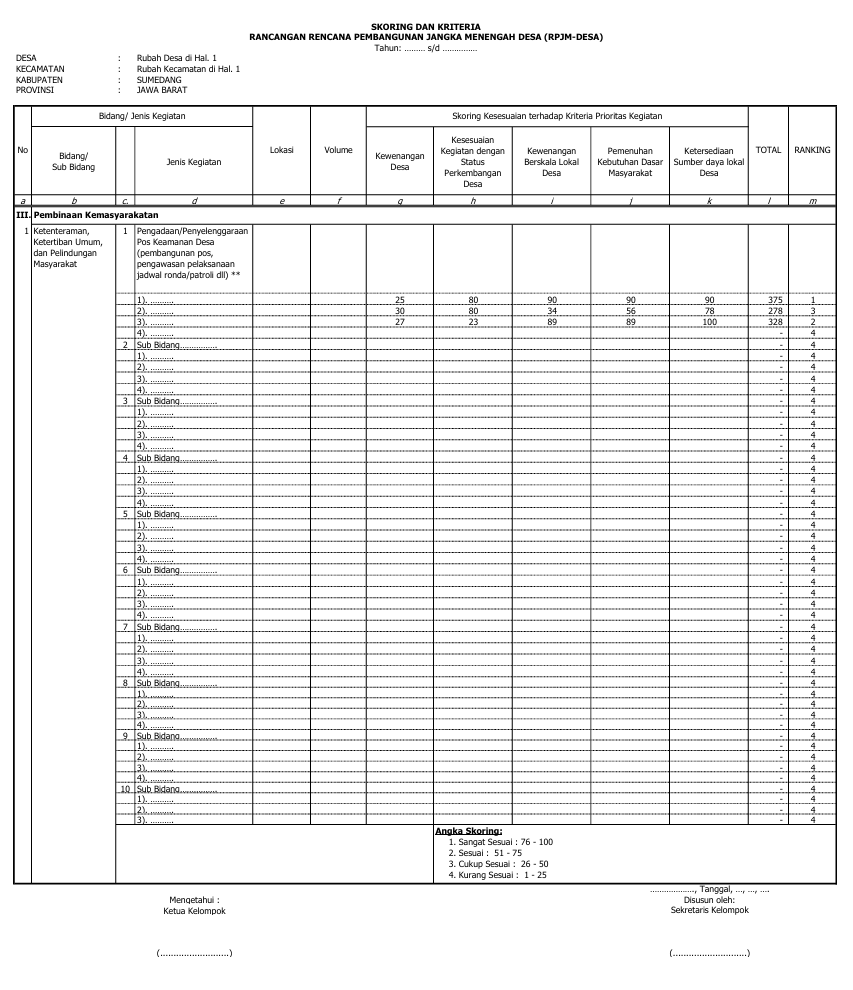 SKORING DAN KRITERIA
RANCANGAN RENCANA PEMBANGUNAN JANGKA MENENGAH DESA (RPJM-DESA)
Tahun: ……… s/d …………..
DESA : Rubah Desa di Hal. 1
KECAMATAN : Rubah Kecamatan di Hal. 1
KABUPATEN : SUMEDANG
PROVINSI : JAWA BARAT
No
Bidang/ Jenis Kegiatan
Bidang/
Sub Bidang
Jenis Kegiatan
Lokasi
Volume
Skoring Kesesuaian terhadap Kriteria Prioritas Kegiatan
Kewenangan
Desa
Kesesuaian
Kegiatan dengan
Status
Perkembangan
Desa
Kewenangan
Berskala Lokal
Desa
Pemenuhan
Kebutuhan Dasar
Masyarakat
Ketersediaan
Sumber daya lokal
Desa
TOTAL
RANKING
a b c. d e f g h i j k l m
III. Pembinaan Kemasyarakatan
1 Ketenteraman,
Ketertiban Umum,
dan Pelindungan
Masyarakat
1 Pengadaan/Penyelenggaraan
Pos Keamanan Desa
(pembangunan pos,
pengawasan pelaksanaan
jadwal ronda/patroli dll) **
1). ………. 25 80 90 90 90 375 1
2). ………. 30 80 34 56 78 278 3
3). ………. 27 23 89 89 100 328 2
4). ………. - 4
2 Sub Bidang…………… - 4
1). ………. - 4
2). ………. - 4
3). ………. - 4
4). ………. - 4
3 Sub Bidang…………… - 4
1). ………. - 4
2). ………. - 4
3). ………. - 4
4). ………. - 4
4 Sub Bidang…………… - 4
1). ………. - 4
2). ………. - 4
3). ………. - 4
4). ………. - 4
5 Sub Bidang…………… - 4
1). ………. - 4
2). ………. - 4
3). ………. - 4
4). ………. - 4
6 Sub Bidang…………… - 4
1). ………. - 4
2). ………. - 4
3). ………. - 4
4). ………. - 4
7 Sub Bidang…………… - 4
1). ………. - 4
2). ………. - 4
3). ………. - 4
4). ………. - 4
8 Sub Bidang…………… - 4
1). ………. - 4
2). ………. - 4
3). ………. - 4
4). ………. - 4
9 Sub Bidang…………… - 4
1). ………. - 4
2). ………. - 4
3). ………. - 4
4). ………. - 4
10 Sub Bidang…………… - 4
1). ………. - 4
2). ………. - 4
3). ………. - 4
Angka Skoring:
1. Sangat Sesuai : 76 - 100
2. Sesuai : 51 - 75
3. Cukup Sesuai : 26 - 50
4. Kurang Sesuai : 1 - 25
………………., Tanggal, …, …, ….
Mengetahui :
Ketua Kelompok
Disusun oleh:
Sekretaris Kelompok
(……………………..)
(………………………..)